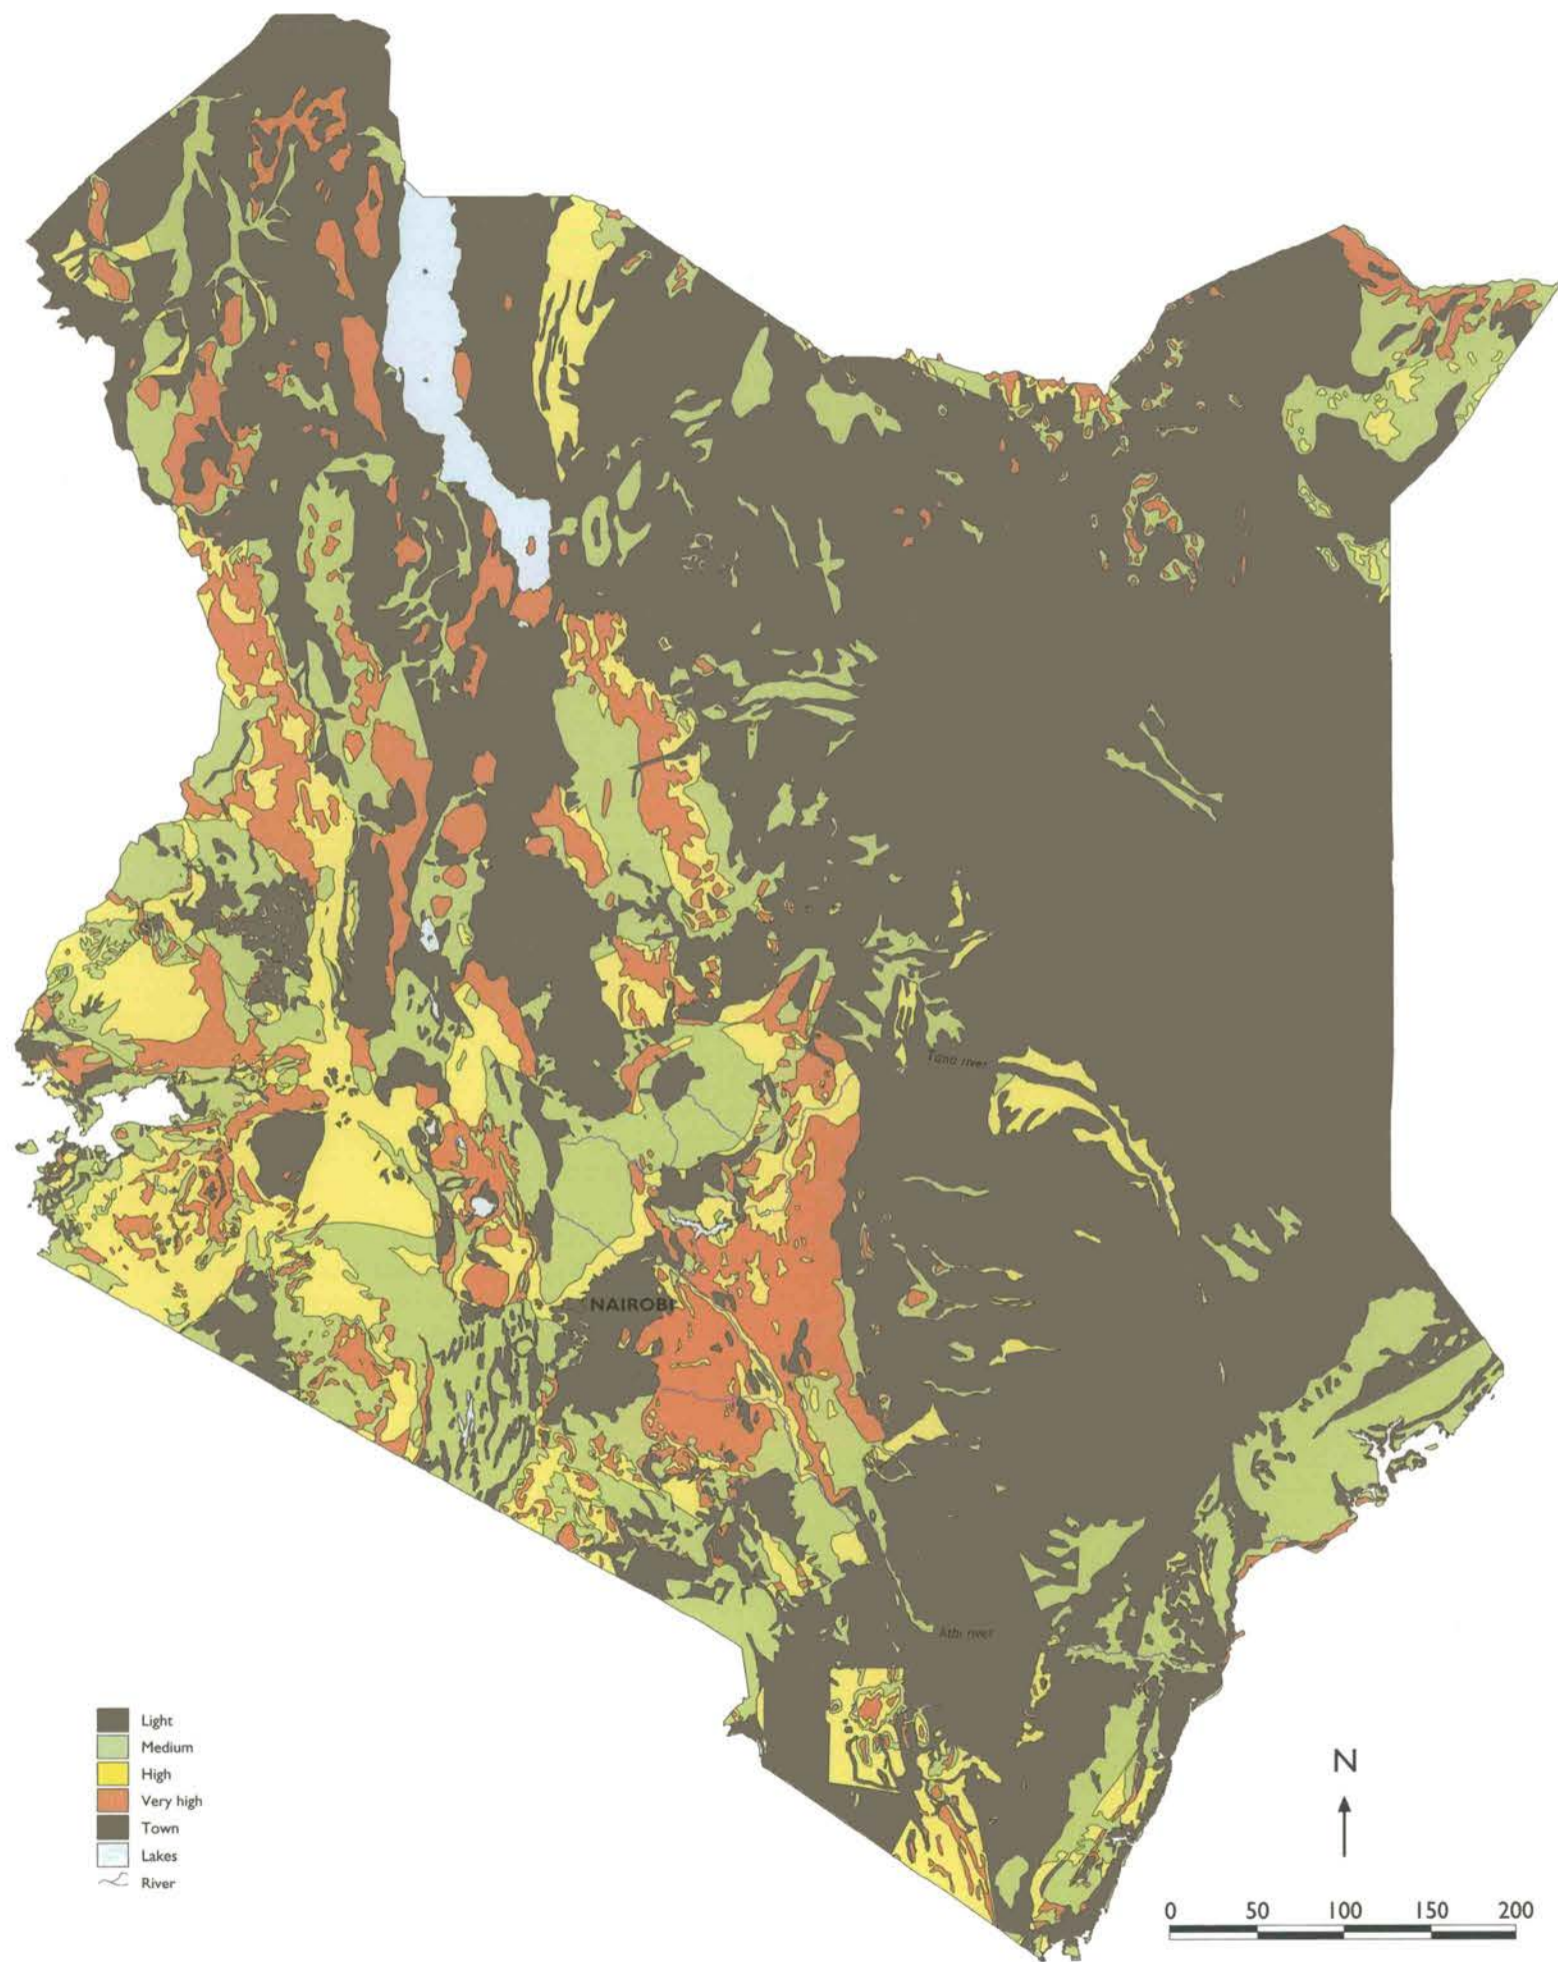 Tana river
NAIROBI
Athi river
Light
Medium
High
Very high
Town
Lakes
River
N
0 50 100 150 200